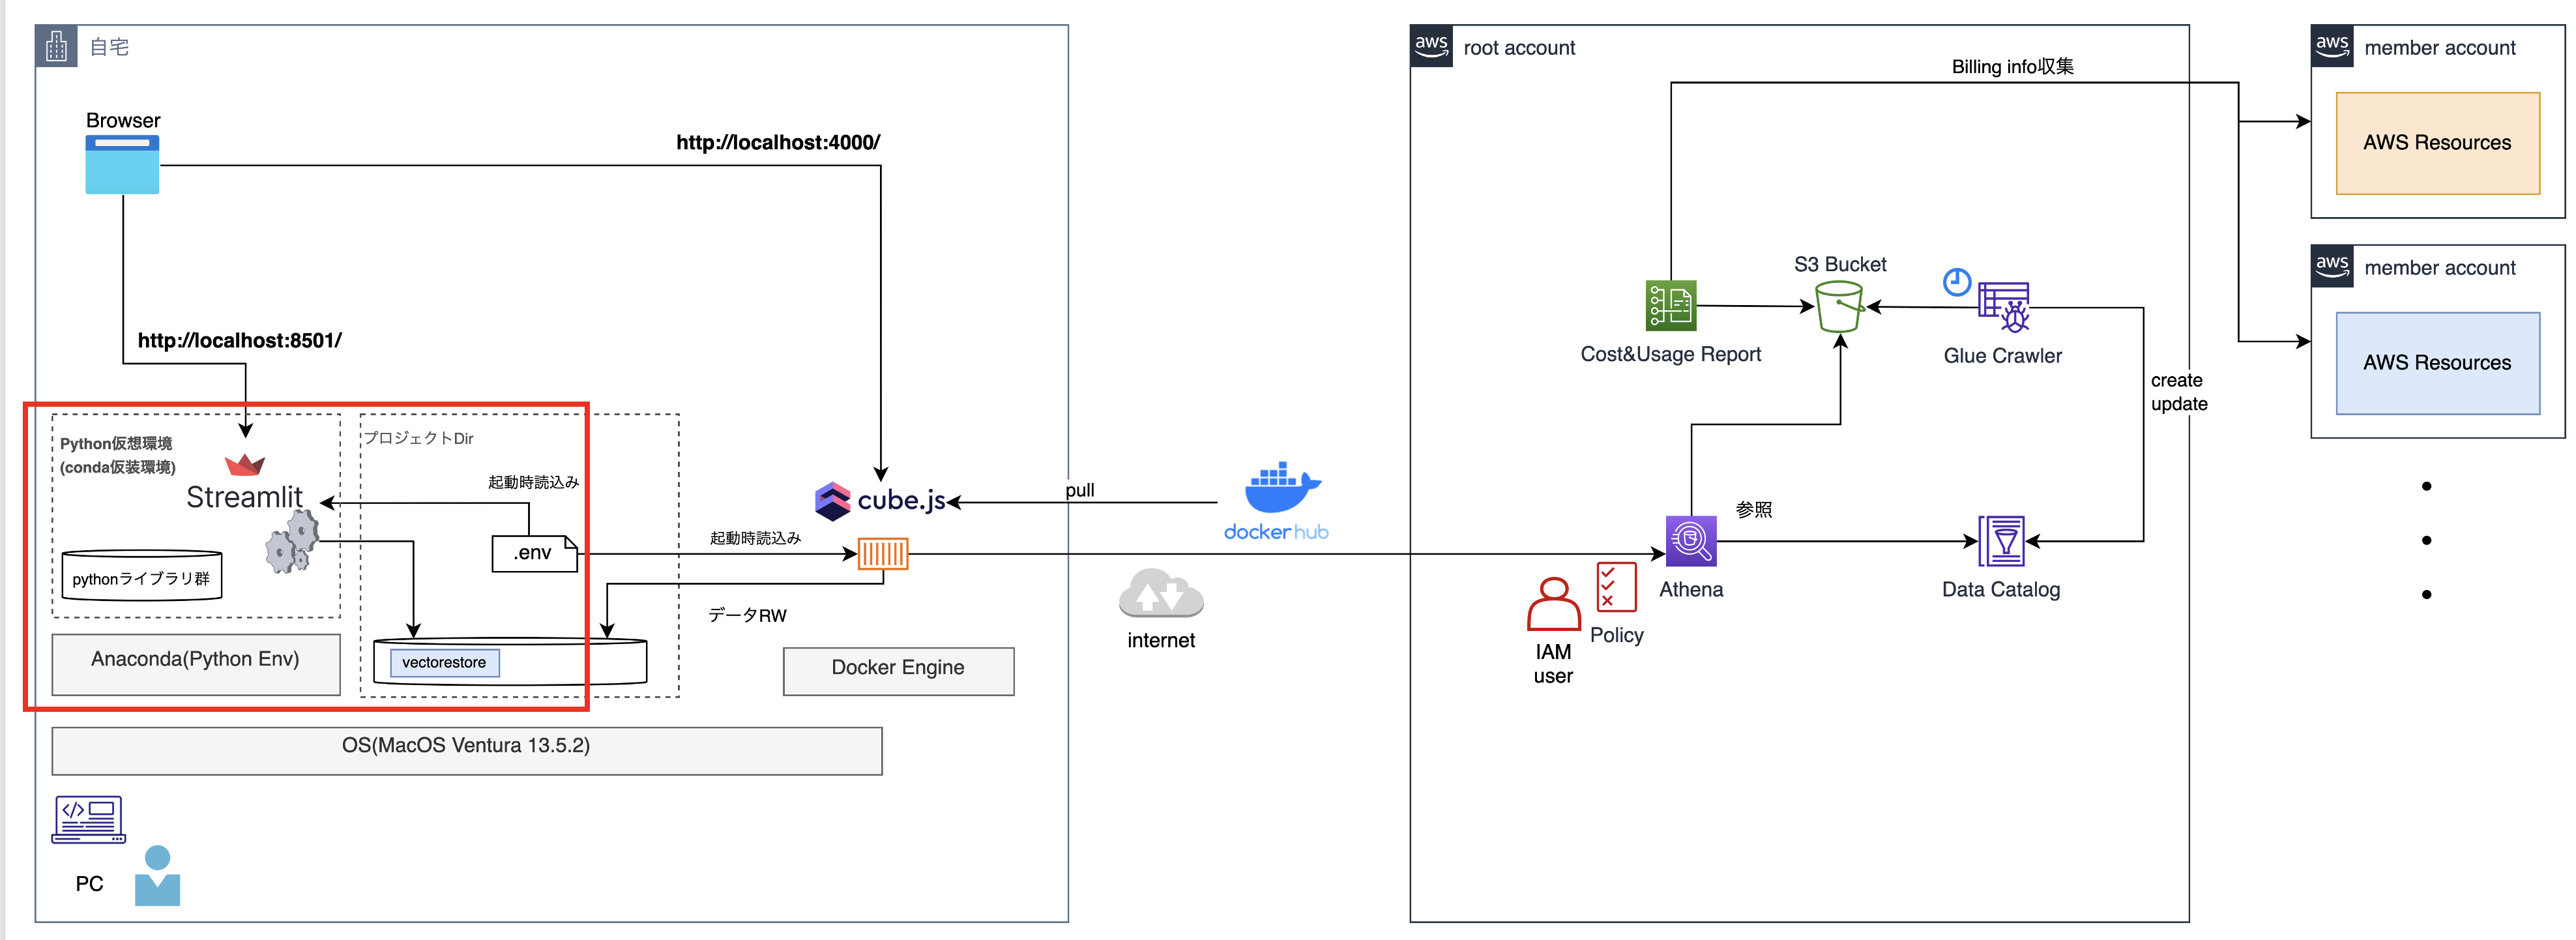 自宅
Browser
http://localhost:4000/
http://localhost:8501/
Python仮想環境
(conda仮装環境)
Streamlit
pythonライブラリ群
Anaconda(Python Env)
プロジェクトDir
起動時読込み
.env
vectorestore
起動時読込み
データRW
cube.js
Docker Engine
OS(MacOS Ventura 13.5.2)
PC
pull
dockerhub
internet
aws
root account
Billing info収集
S3 Bucket
Cost&Usage Report
Glue Crawler
create
update
参照
Athena
Data Catalog
Policy
IAM
user
aws
member account
AWS Resources
aws
member account
AWS Resources